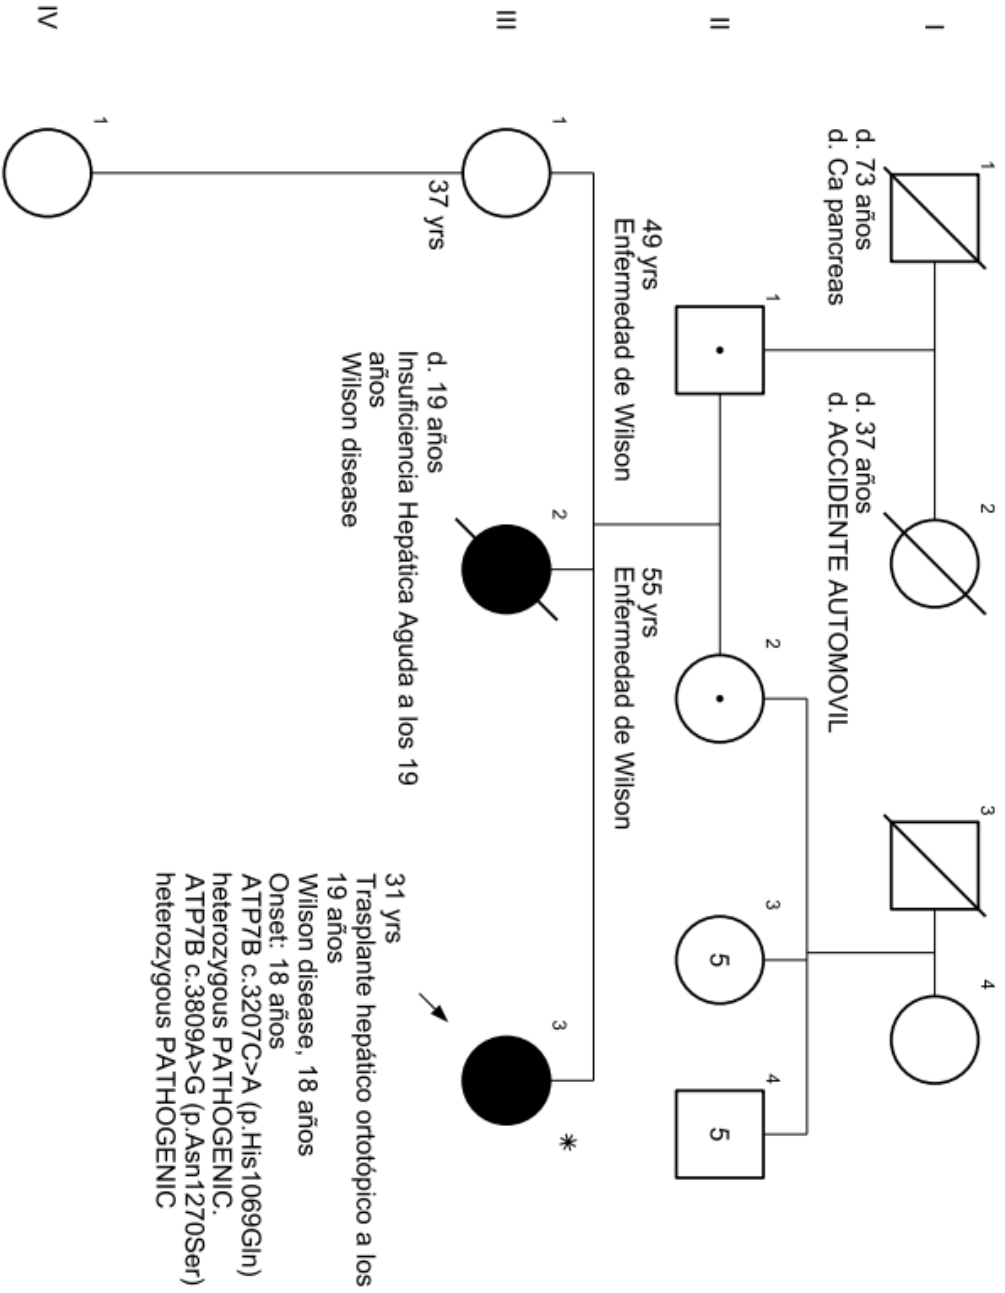 I
1
2
3
4
d. 73 años
d. Ca pancreas
d. 37 años
d. ACCIDENTE AUTOMOVIL
II
1
2
3
4
5
5
49 yrs
Enfermedad de Wilson
55 yrs
Enfermedad de Wilson
III
1
2
3
*
37 yrs
d. 19 años
Insuficiencia Hepática Aguda a los 19
años
Wilson disease
31 yrs
Trasplante hepático ortotópico a los
19 años
Wilson disease, 18 años
Onset: 18 años
ATP7B c.3207C>A (p.His1069Gln)
heterozygous PATHOGENIC.
ATP7B c.3809A>G (p.Asn1270Ser)
heterozygous PATHOGENIC
IV
1